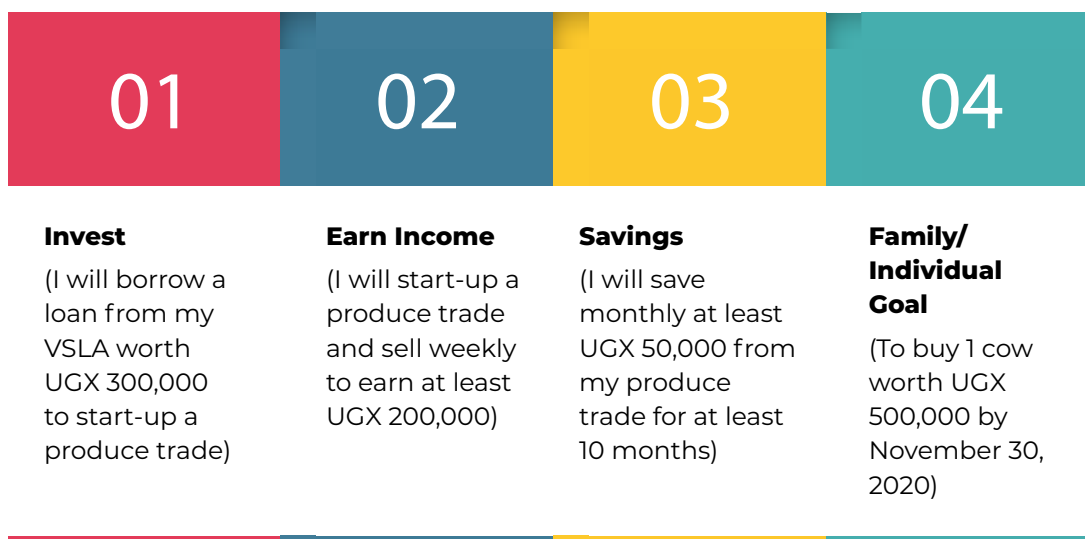 01
02
03
04
Invest
(I will borrow a
loan from my
VSLA worth
UGX 300,000
to start-up a
produce trade)
Earn Income
(I will start-up a
produce trade
and sell weekly
to earn at least
UGX 200,000)
Savings
(I will save
monthly at least
UGX 50,000 from
my produce
trade for at least
10 months)
Family/
Individual
Goal
(To buy 1 cow
worth UGX
500,000 by
November 30,
2020)